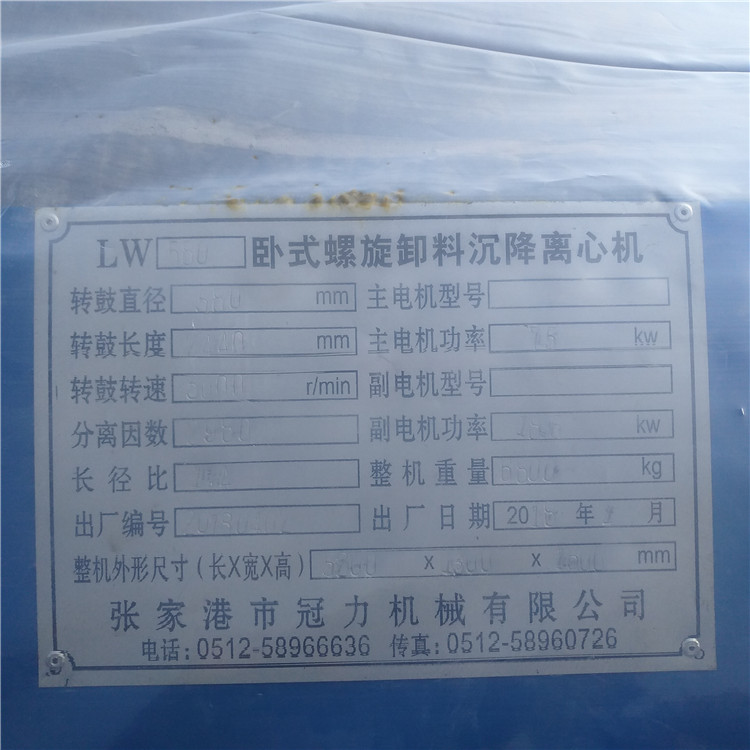 LW 560 卧式螺旋卸料沉降离心机
转鼓直径 560 mm 主电机型号
转鼓长度 mm 主电机功率 75 kw
转鼓转速 r/min 副电机型号
分离因数 副电机功率 kw
长径比 整机重量 kg
出厂编号 出厂日期 20 年 月
整机外形尺寸(长X宽X高) x x mm
张家港市冠力机械有限公司
电话:0512-58966636 传真:0512-58960726